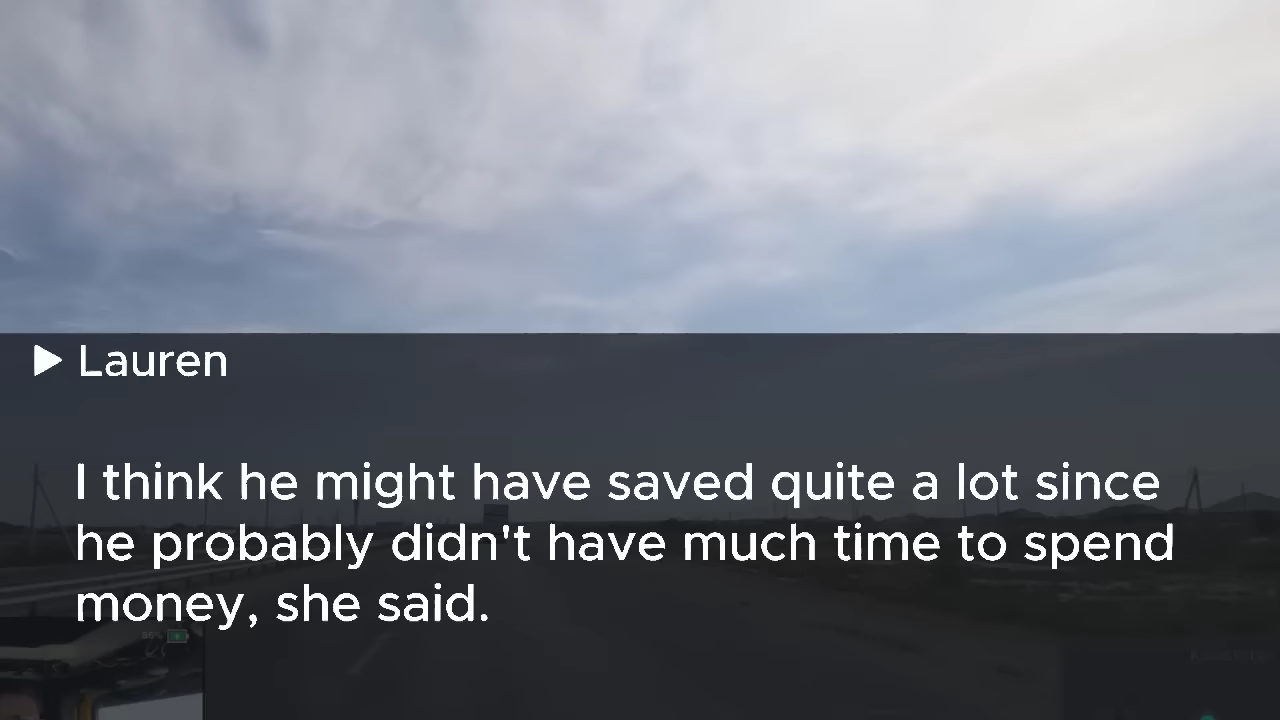 Lauren
I think he might have saved quite a lot since
he probably didn't have much time to spend
money, she said.
86%